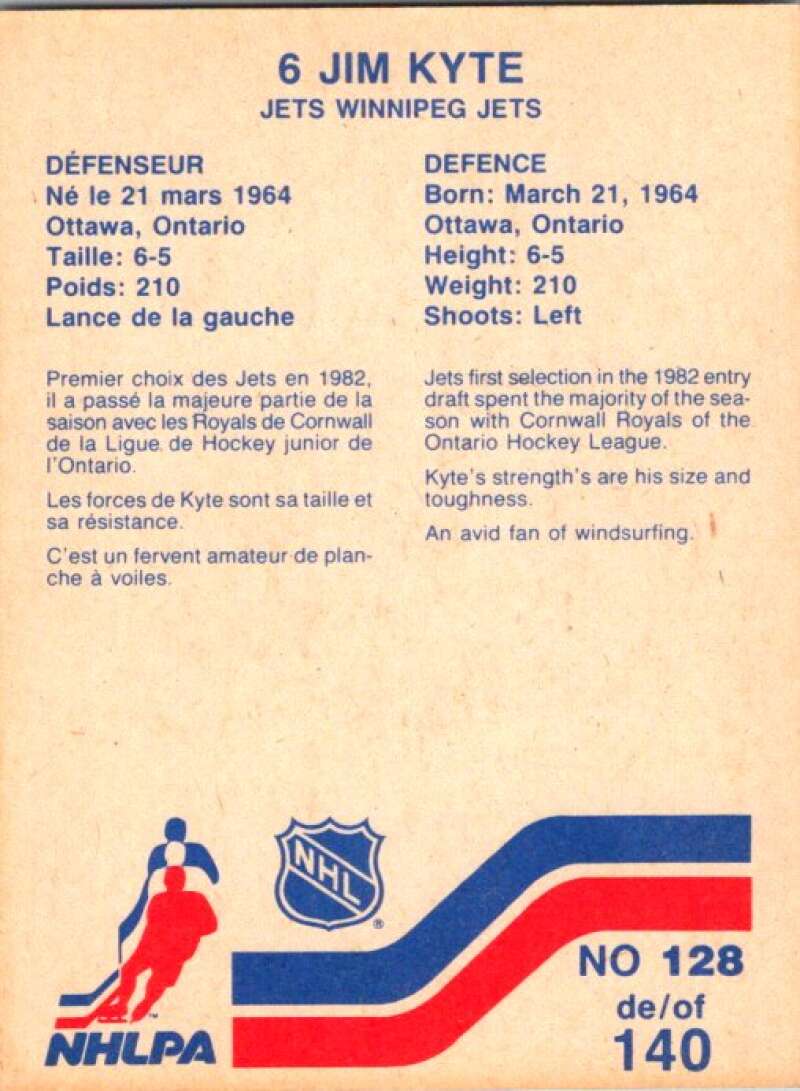 6 JIM KYTE
JETS WINNIPEG JETS
DÉFENSEUR
Né le 21 mars 1964
Ottawa, Ontario
Taille: 6-5
Poids: 210
Lance de la gauche
Premier choix des Jets en 1982,
il a passé la majeure partie de la
saison avec les Royals de Cornwall
de la Ligue de Hockey junior de
l'Ontario.
Les forces de Kyte sont sa taille et
sa résistance.
C'est un fervent amateur de plan-
che à voiles.
DEFENCE
Born: March 21, 1964
Ottawa, Ontario
Height: 6-5
Weight: 210
Shoots: Left
Jets first selection in the 1982 entry
draft spent the majority of the sea-
son with Cornwall Royals of the
Ontario Hockey League.
Kyte's strength's are his size and
toughness.
An avid fan of windsurfing.
NHL
®
™
NHLPA
NO 128
de/of
140